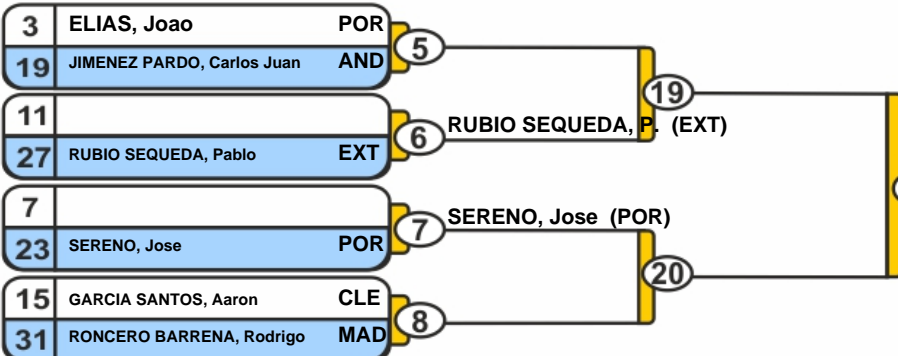 3 ELIAS, Joao POR
5
19 JIMENEZ PARDO, Carlos Juan AND
19
11
6 RUBIO SEQUEDA, P. (EXT)
27 RUBIO SEQUEDA, Pablo EXT
7
7 SERENO, Jose (POR)
23 SERENO, Jose POR
20
15 GARCIA SANTOS, Aaron CLE
8
31 RONCERO BARRENA, Rodrigo MAD